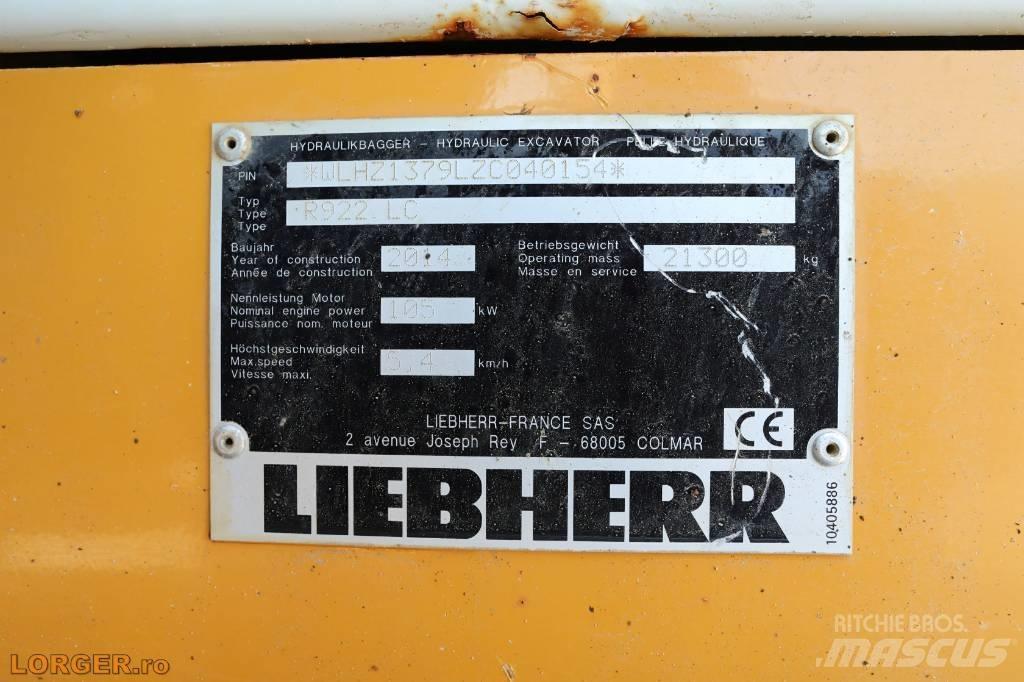 HYDRAULIKBAGGER - HYDRAULIC EXCAVATOR PELLE HYDRAULIQUE
PIN *WLHZ1379LZC040154*
Typ
Type R922 LC
Type
Baujahr
Year of construction 2014
Année de construction
Betriebsgewicht
Operating mass 21300 kg
Masse en service
Nennleistung Motor
Nominal engine power 105 kW
Puissance nom. moteur
Höchstgeschwindigkeit
Max.speed 5,4 km/h
Vitesse maxi.
LIEBHERR-FRANCE SAS
2 avenue Joseph Rey F - 68005 COLMAR
CE
LIEBHERR
10405886
LORGER.ro
RITCHIE BROS.
MASCUS